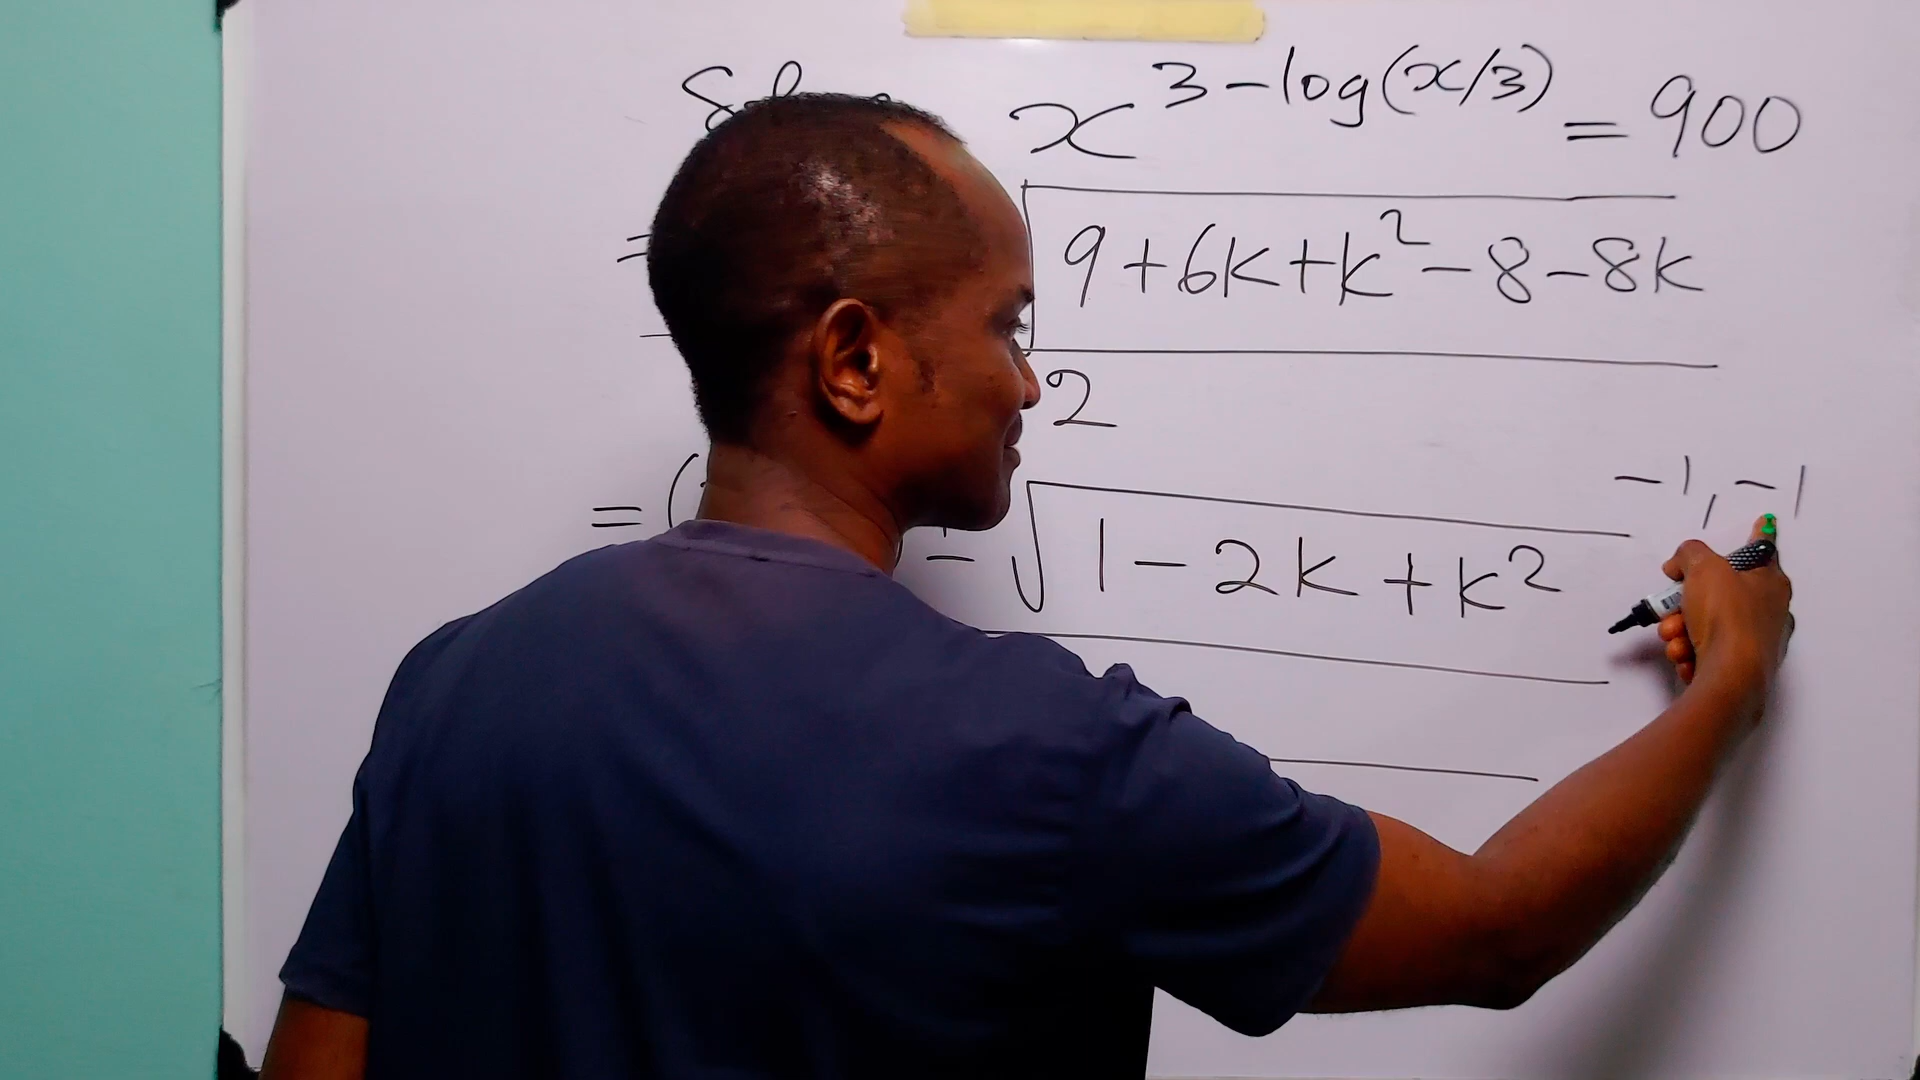 x^{3-log(x/3)} = 900
= √(9+6k+k²-8-8k)
2
-1, -1
= ( ± √(1-2k+k²)